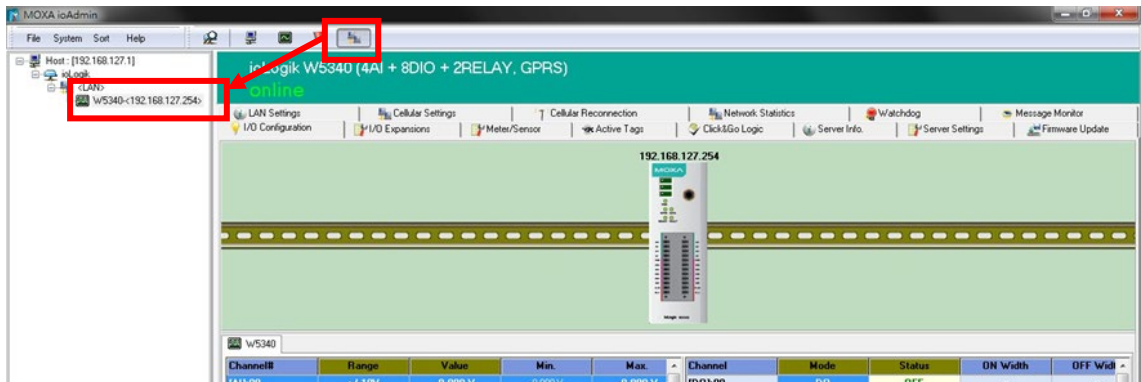 MOXA ioAdmin
File System Sort Help
Host : [192.168.127.1]
ioLogik
<LAN>
W5340-<192.168.127.254>
ioLogik W5340 (4AI + 8DIO + 2RELAY, GPRS)
online
LAN Settings Cellular Settings Cellular Reconnection Network Statistics Watchdog Message Monitor
I/O Configuration I/O Expansions Meter/Sensor Active Tags Click&Go Logic Server Info. Server Settings Firmware Update
192.168.127.254
MOXA
W5340
Channel# Range Value Min. Max. Channel Mode Status ON Width OFF Widt